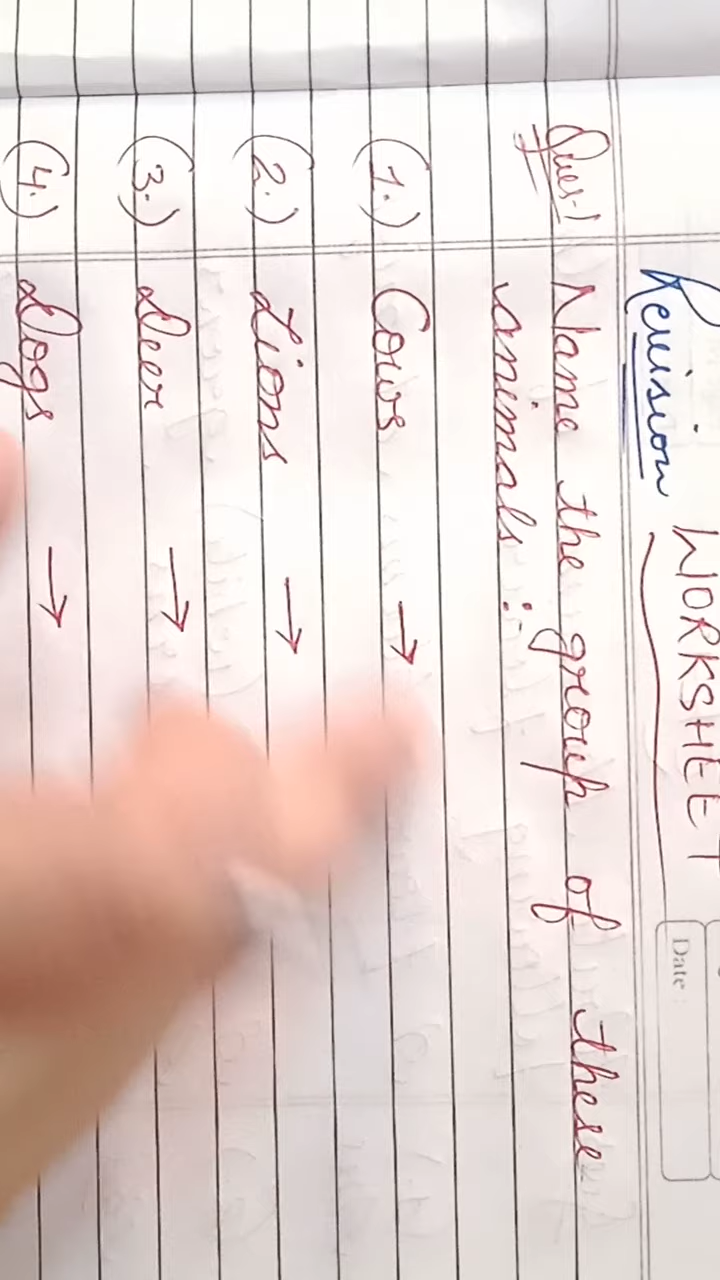 Revision WORKSHEET
Date :
Ques-1 Name the group of these
animals :
(1.) Cows →
(2.) Lions →
(3.) Deer →
(4.) Dogs →